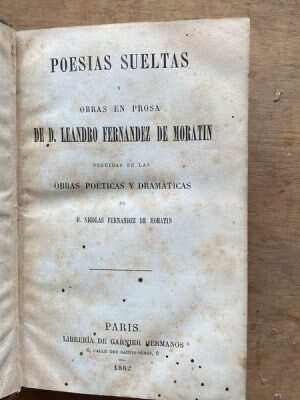 POESIAS SUELTAS
Y
OBRAS EN PROSA
DE D. LEANDRO FERNANDEZ DE MORATIN
SEGUIDAS DE LAS
OBRAS POÉTICAS Y DRAMÁTICAS
DE
D. NICOLAS FERNANDEZ DE MORATIN
PARIS
LIBRERÍA DE GARNIER HERMANOS
6, CALLE DES SAINTS-PÈRES, 6
1882